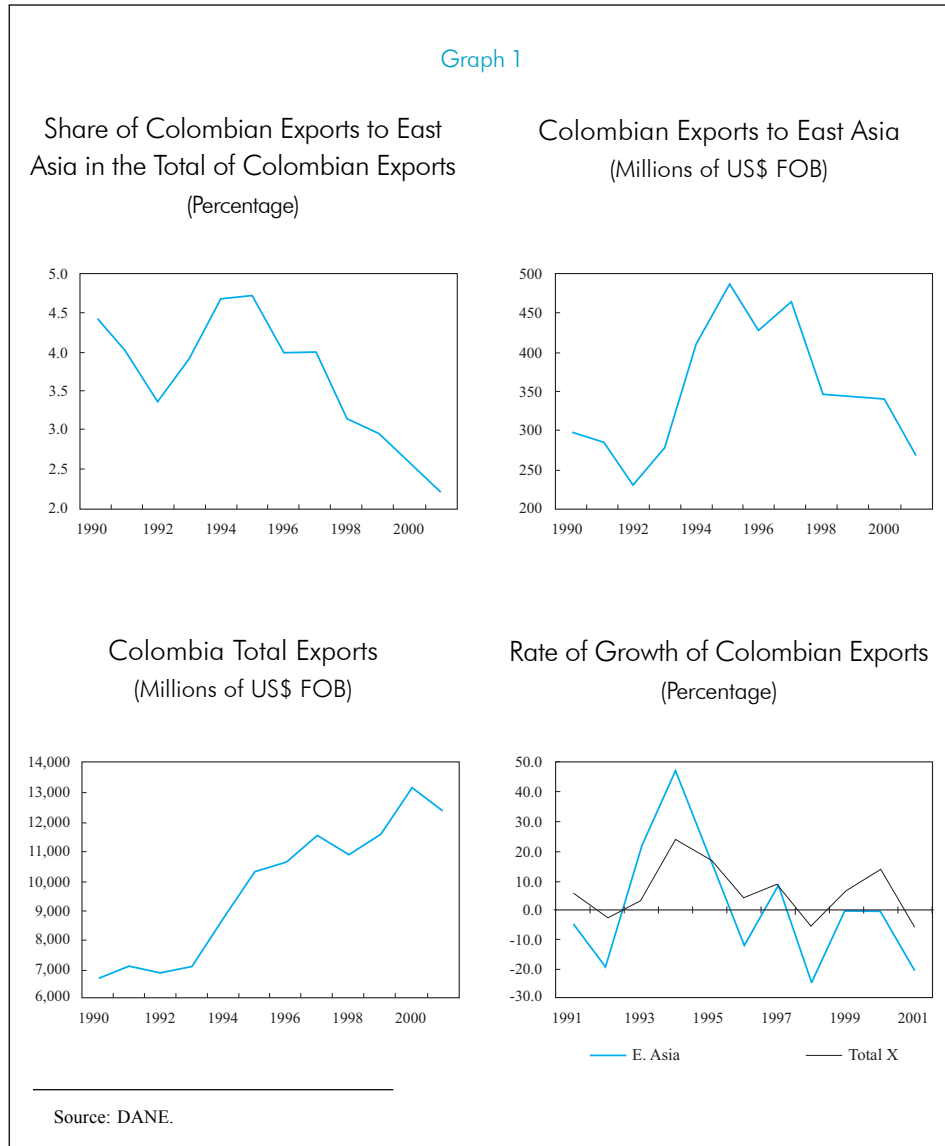 Graph 1
Share of Colombian Exports to East
Asia in the Total of Colombian Exports
(Percentage)
5.0
4.5
4.0
3.5
3.0
2.5
2.0
1990 1992 1994 1996 1998 2000
Colombian Exports to East Asia
(Millions of US$ FOB)
500
450
400
350
300
250
200
1990 1992 1994 1996 1998 2000
Colombia Total Exports
(Millions of US$ FOB)
14,000
13,000
12,000
11,000
10,000
9,000
8,000
7,000
6,000
1990 1992 1994 1996 1998 2000
Rate of Growth of Colombian Exports
(Percentage)
50.0
40.0
30.0
20.0
10.0
0.0
-10.0
-20.0
-30.0
1991 1993 1995 1997 1999 2001
E. Asia Total X
Source: DANE.